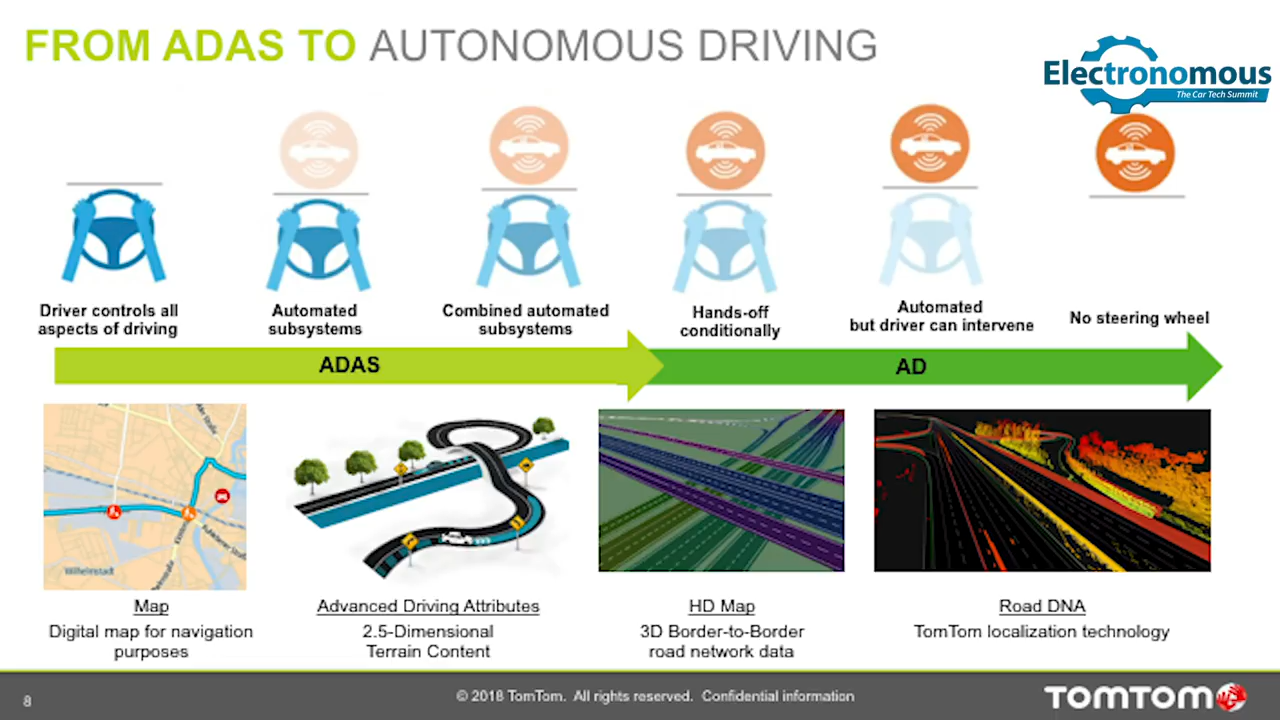 FROM ADAS TO AUTONOMOUS DRIVING
Electronomous
The Car Tech Summit
Driver controls all
aspects of driving
Automated
subsystems
Combined automated
subsystems
Hands-off
conditionally
Automated
but driver can intervene
No steering wheel
ADAS
AD
Wilhelmstadt
Map
Digital map for navigation
purposes
Advanced Driving Attributes
2.5-Dimensional
Terrain Content
HD Map
3D Border-to-Border
road network data
Road DNA
TomTom localization technology
8
© 2018 TomTom. All rights reserved. Confidential information
TOMTOM